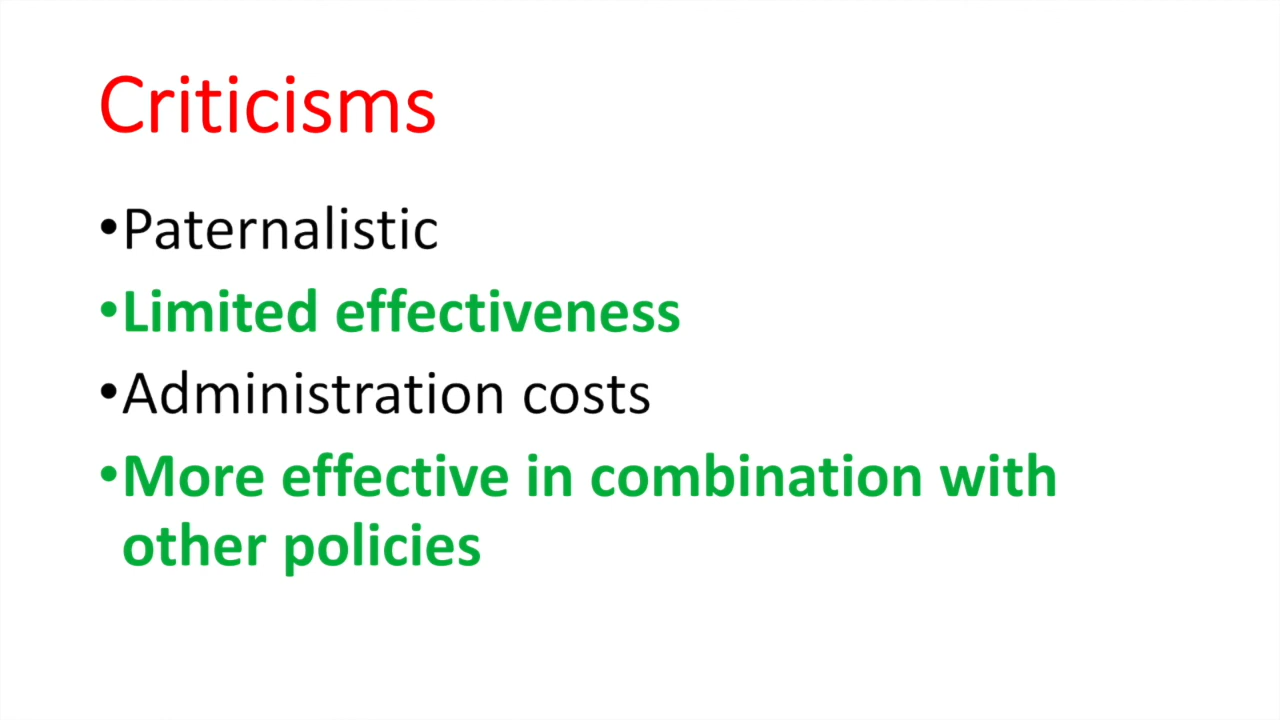 Criticisms
•Paternalistic
•Limited effectiveness
•Administration costs
•More effective in combination with
other policies